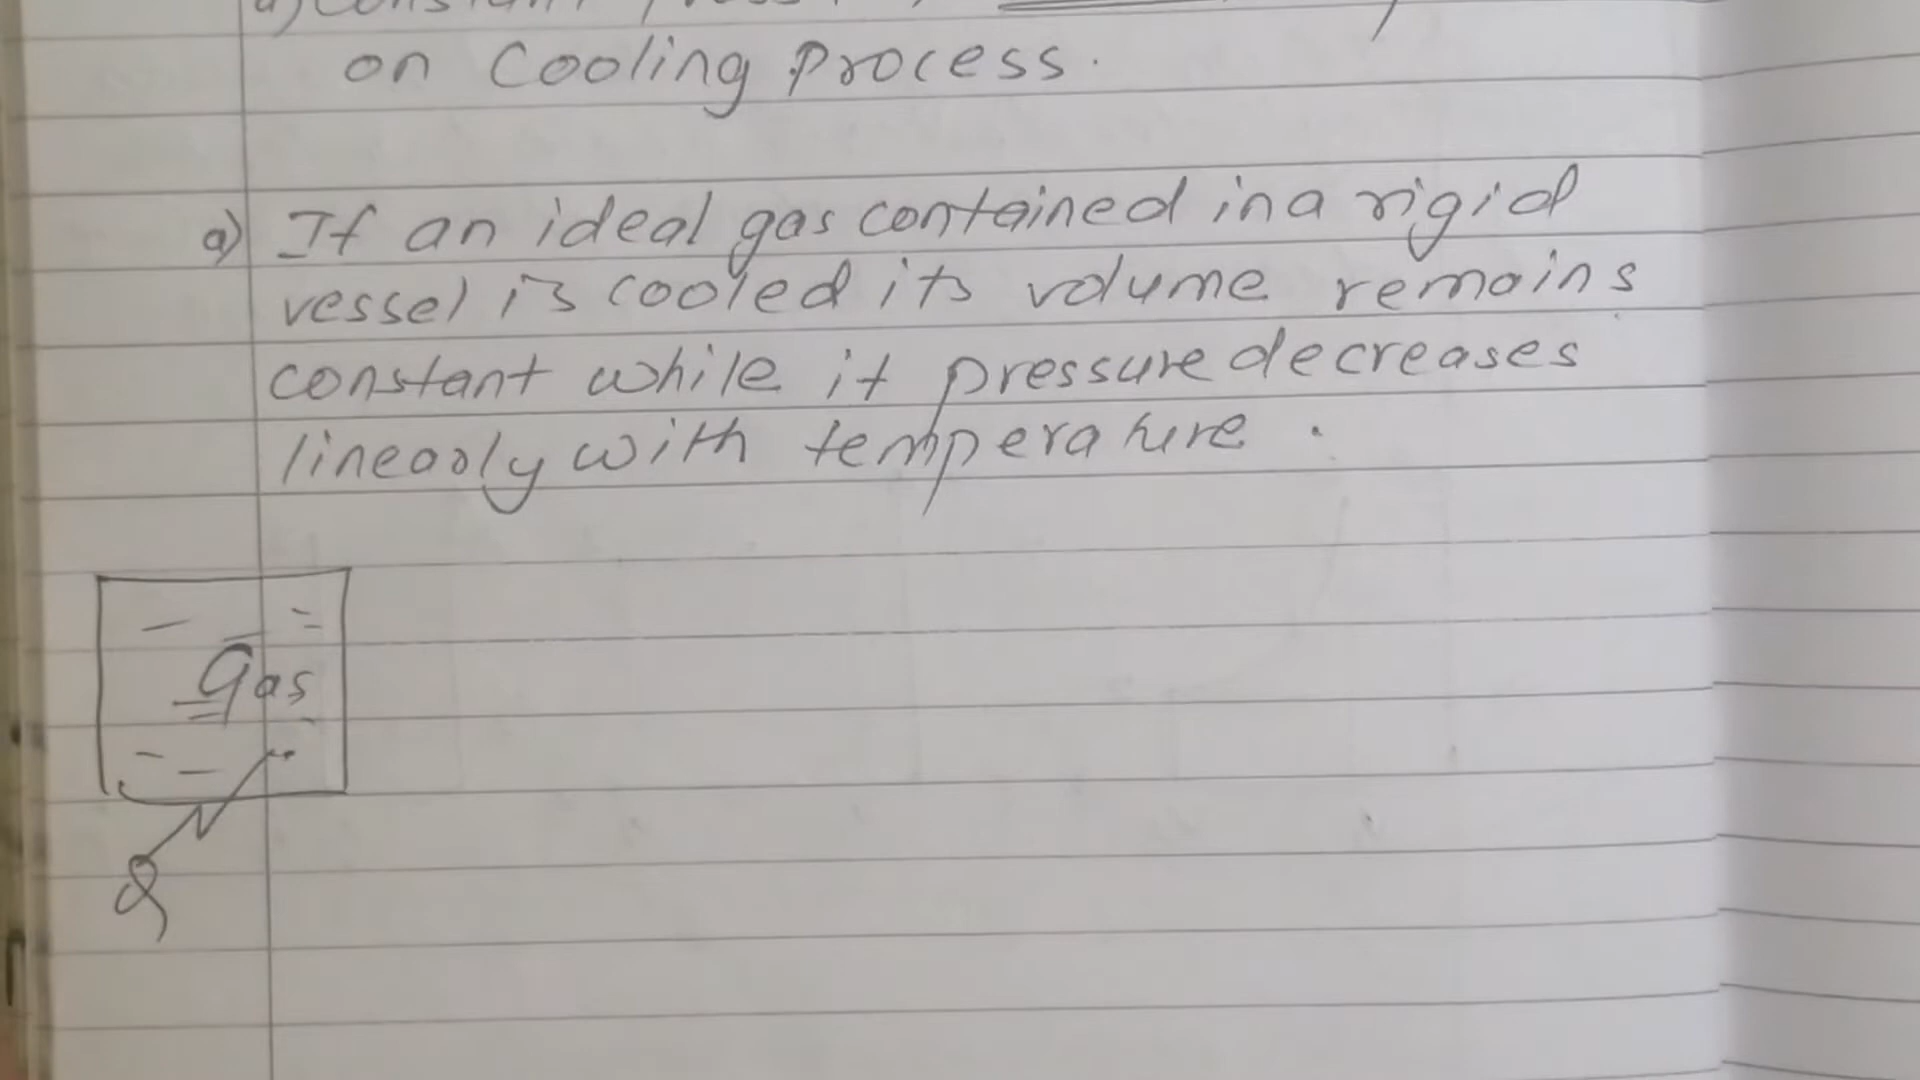 on Cooling Process.
a) If an ideal gas contained in a rigid
vessel is cooled its volume remains
constant while it pressure decreases
linearly with temperature.
Gas
Q